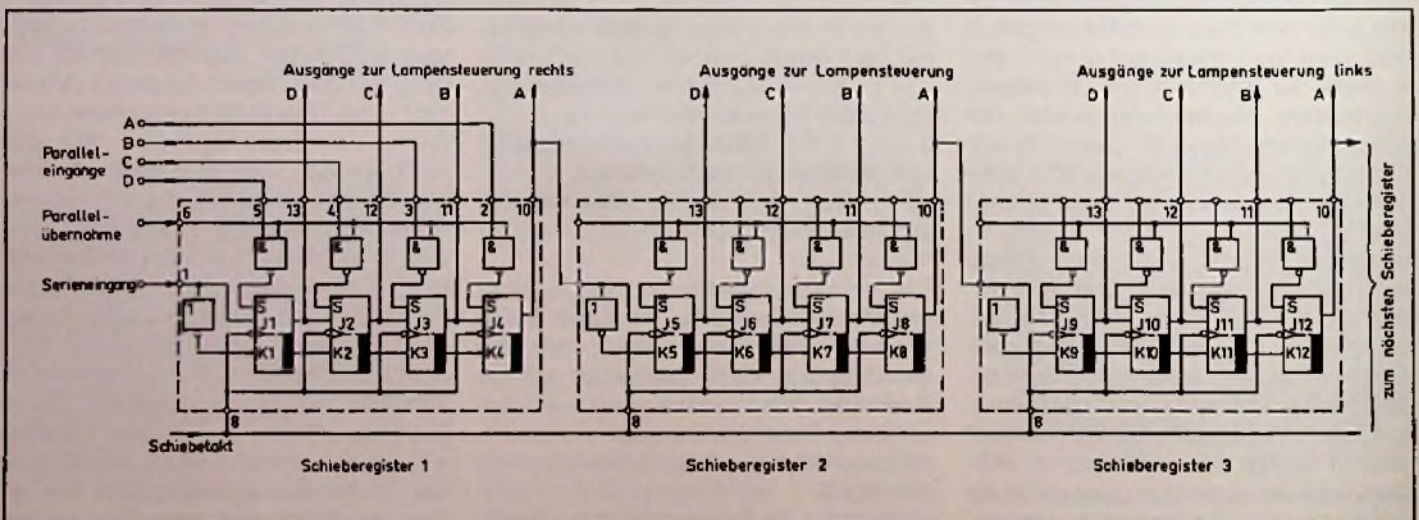 Ausgänge zur Lampensteuerung rechts
Ausgänge zur Lampensteuerung
Ausgänge zur Lampensteuerung links
D C B A
D C B A
D C B A
A
B
C
D
Parallel-
eingänge
Parallel-
übernahme
Serieneingang
6 5 13 4 12 3 11 2 10
13 12 11 10
13 12 11 10
1
& & & &
& & & &
& & & &
1 S S S S
1 S S S S
1 S S S S
J1 J2 J3 J4
J5 J6 J7 J8
J9 J10 J11 J12
K1 K2 K3 K4
K5 K6 K7 K8
K9 K10 K11 K12
8
8
8
Schiebetakt
Schieberegister 1
Schieberegister 2
Schieberegister 3
zum nächsten Schieberegister